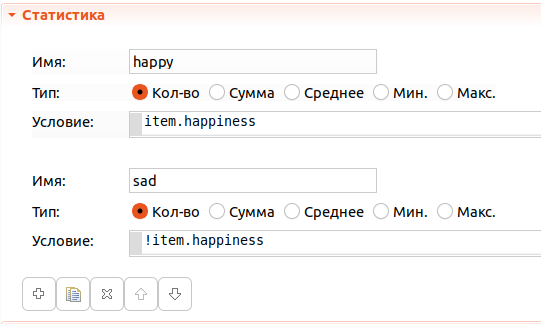 Статистика
Имя: happy
Тип: Кол-во Сумма Среднее Мин. Макс.
Условие: item.happiness
Имя: sad
Тип: Кол-во Сумма Среднее Мин. Макс.
Условие: !item.happiness